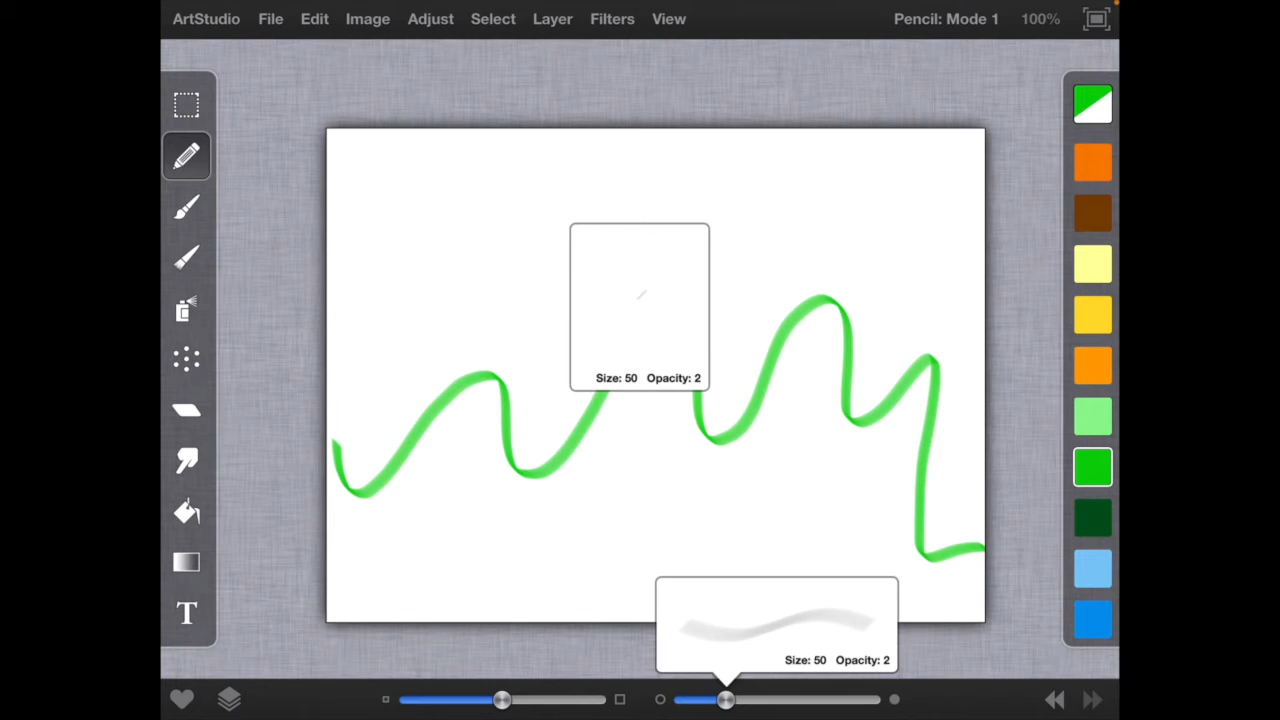 ArtStudio File Edit Image Adjust Select Layer Filters View Pencil: Mode 1 100%
Size: 50 Opacity: 2
T
Size: 50 Opacity: 2